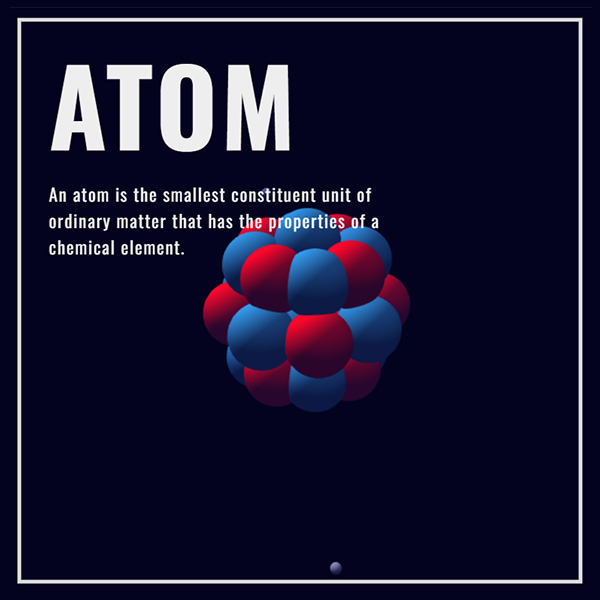 ATOM
An atom is the smallest constituent unit of
ordinary matter that has the properties of a
chemical element.